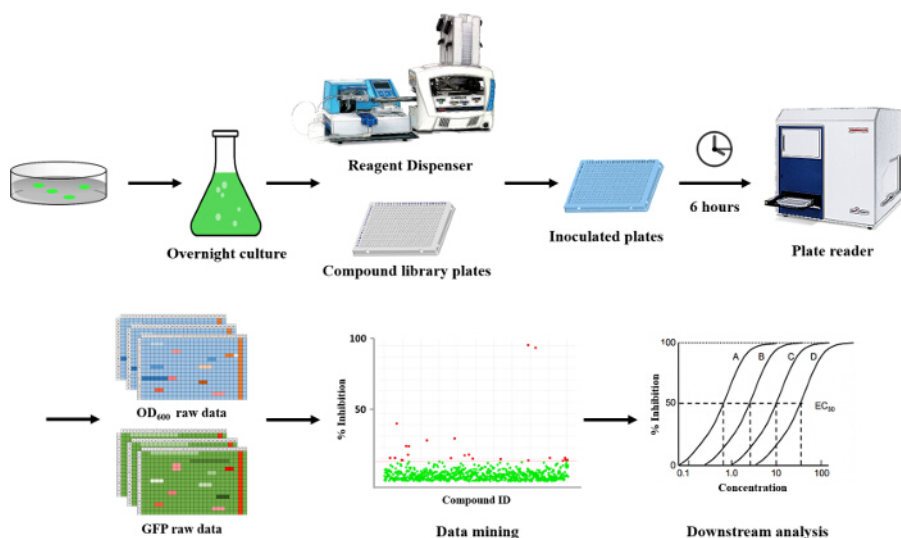 Reagent Dispenser
6 hours
Overnight culture
Compound library plates
Inoculated plates
Plate reader
OD₆₀₀ raw data
GFP raw data
100
50
% Inhibition
Compound ID
Data mining
100
50
0
% Inhibition
A
B
C
D
EC₅₀
0.1
1.0
10
100
Concentration
Downstream analysis